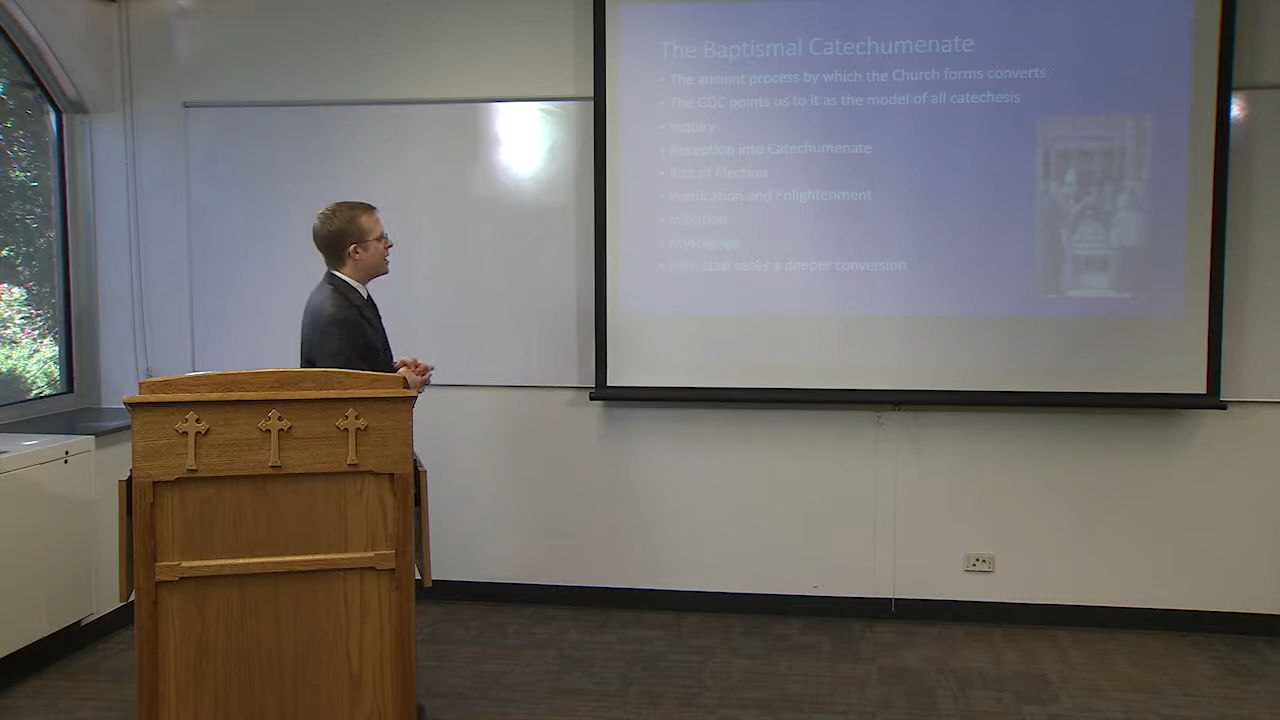 The Baptismal Catechumenate
• The ancient process by which the Church forms converts
• The GDC points us to it as the model of all catechesis
• Inquiry
• Reception into Catechumenate
• Rite of Election
• Purification and Enlightenment
• Initiation
• Mystagogy
• seeks a deeper conversion